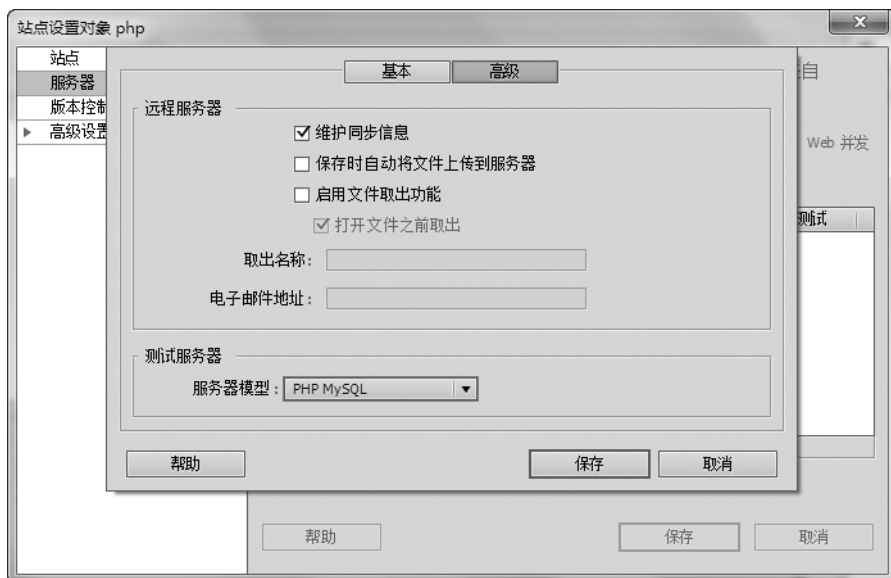 站点设置对象 php
站点
服务器
版本控制
高级设置
基本
高级
自
Web 并发
测试
远程服务器
维护同步信息
保存时自动将文件上传到服务器
启用文件取出功能
打开文件之前取出
取出名称：
电子邮件地址：
测试服务器
服务器模型：
PHP MySQL
帮助
保存
取消
帮助
保存
取消